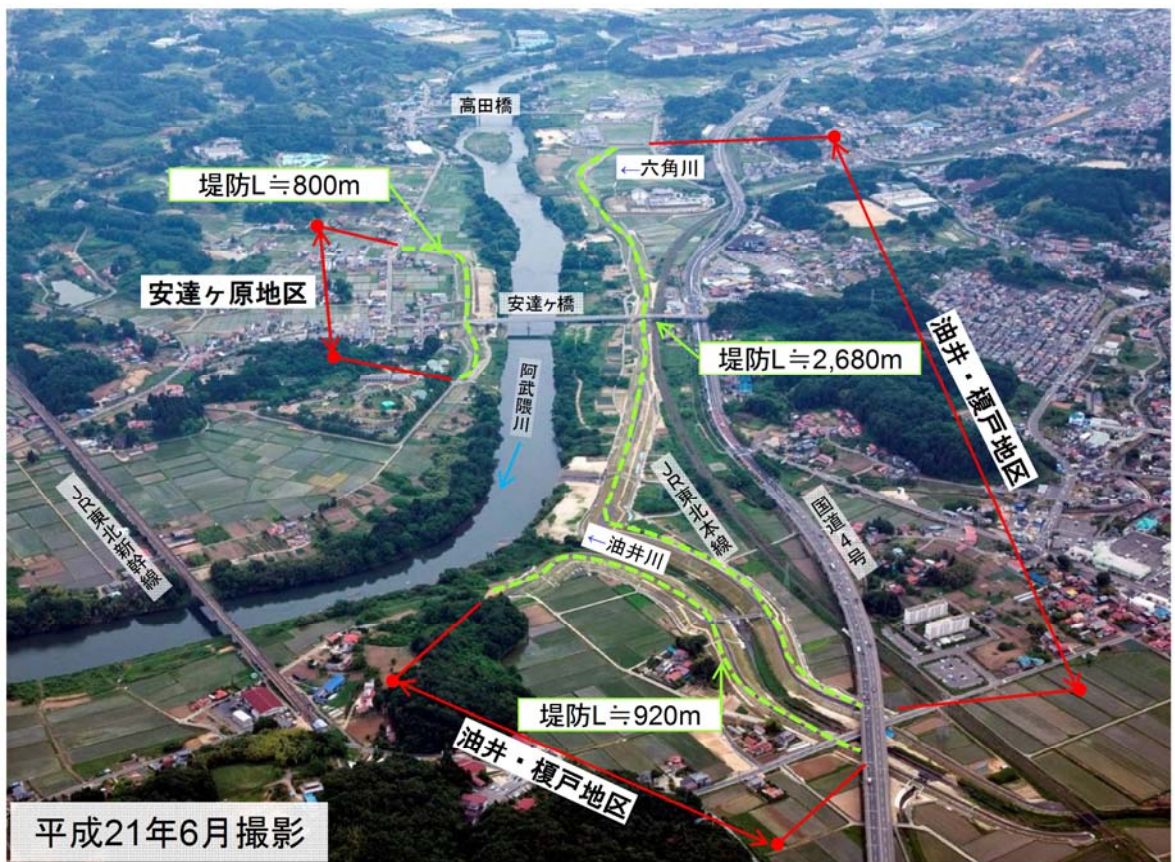 高田橋
←六角川
堤防L≒800m
安達ヶ原地区
安達ヶ橋
堤防L≒2,680m
油井・榎戸地区
阿武隈川
JR東北本線
国道4号
JR東北新幹線
←油井川
堤防L≒920m
油井・榎戸地区
平成21年6月撮影